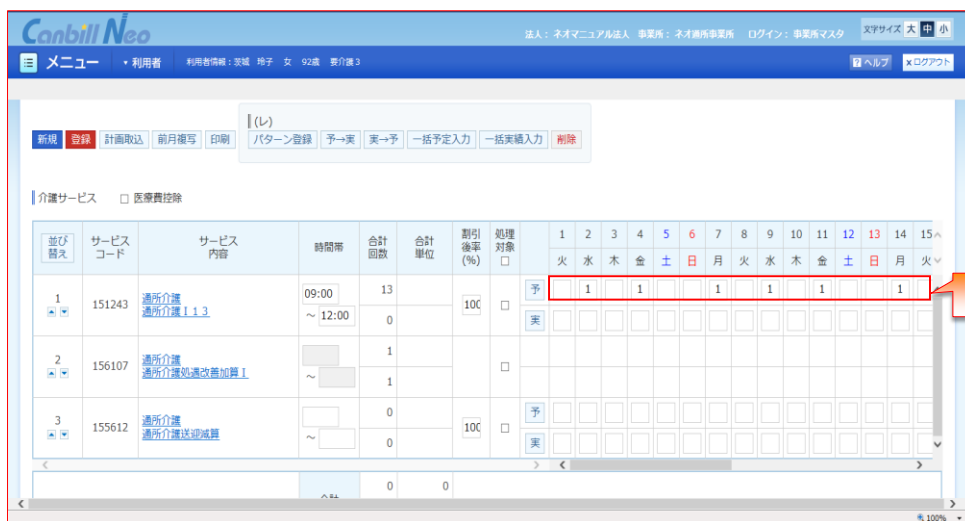 Canbill Neo
法人: ネオマニュアル法人 事業所: ネオ通所事業所 ログイン: 事業所マスタ 文字サイズ 大 中 小
メニュー ・利用者 利用者情報:茨城 玲子 女 92歳 要介護3 ? ヘルプ xログアウト
(レ)
新規 登録 計画取込 前月複写 印刷 パターン登録 予→実 実→予 一括予定入力 一括実績入力 削除
介護サービス □ 医療費控除
並び替え サービスコード サービス内容 時間帯 合計回数 合計単位 割引後率(%) 処理対象 □ 1 2 3 4 5 6 7 8 9 10 11 12 13 14 15
火 水 木 金 土 日 月 火 水 木 金 土 日 月 火
1 151243 通所介護 09:00 13 100 □ 予 1 1 1 1 1 1
通所介護Ⅰ13 ~ 12:00 0 実
2 156107 通所介護 1 □
通所介護処遇改善加算Ⅰ ~ 1
3 155612 通所介護 0 100 □ 予
通所介護送迎減算 ~ 0 実
0 0
100%